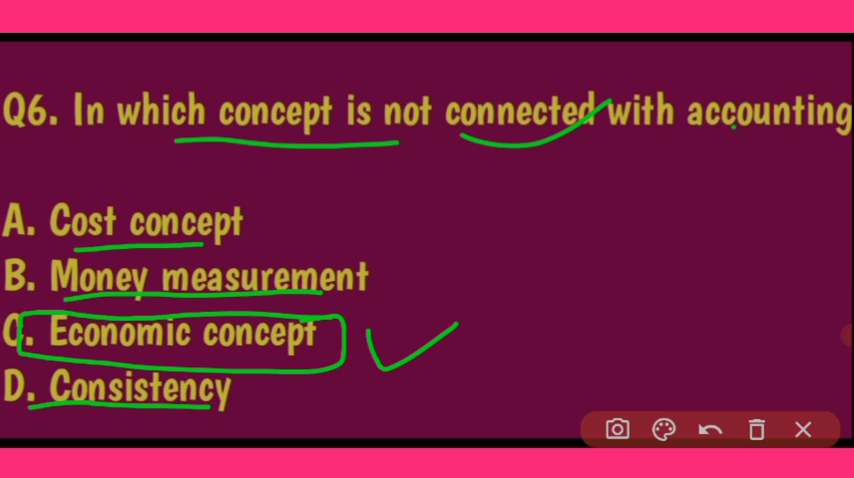 Q6. In which concept is not connected with accounting
A. Cost concept
B. Money measurement
C. Economic concept
D. Consistency